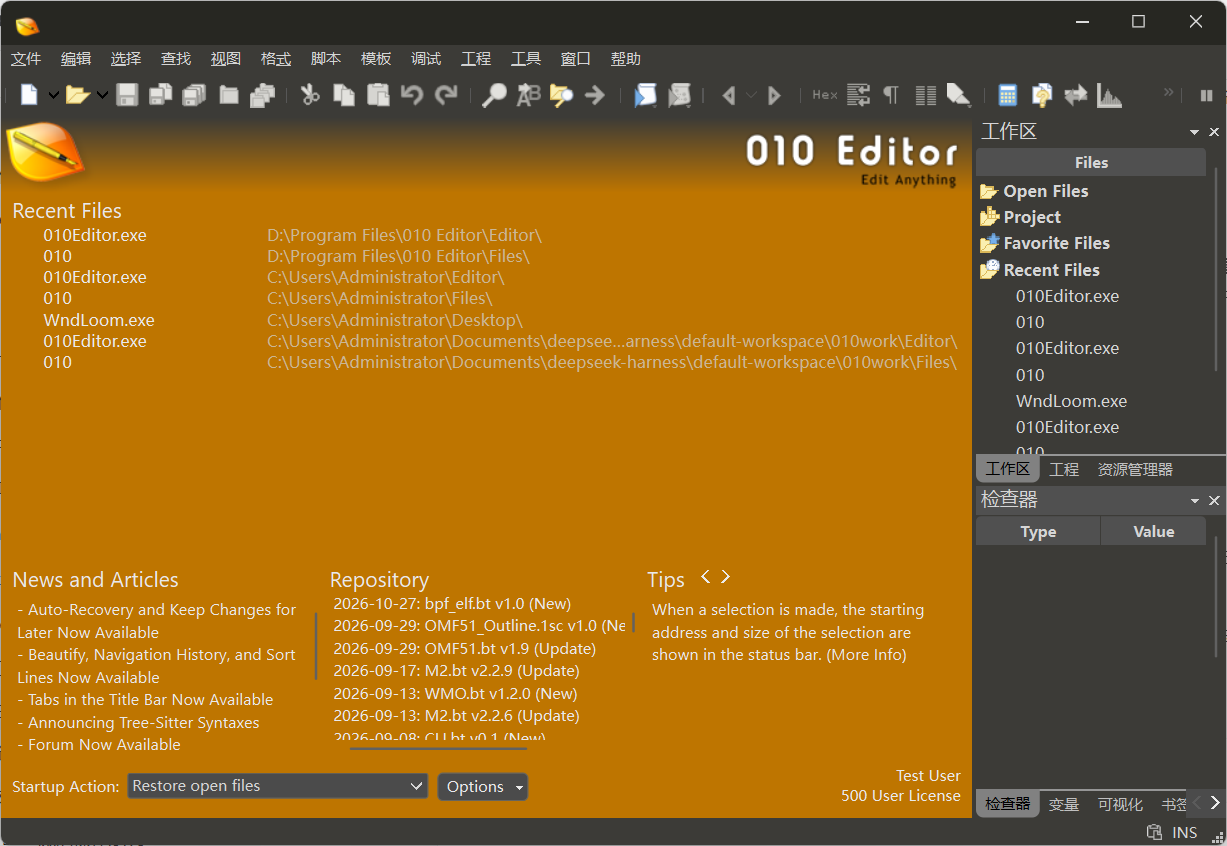 文件 编辑 选择 查找 视图 格式 脚本 模板 调试 工程 工具 窗口 帮助
Hex
010 Editor
Edit Anything
Recent Files
010Editor.exe D:\Program Files\010 Editor\Editor\
010 D:\Program Files\010 Editor\Files\
010Editor.exe C:\Users\Administrator\Editor\
010 C:\Users\Administrator\Files\
WndLoom.exe C:\Users\Administrator\Desktop\
010Editor.exe C:\Users\Administrator\Documents\deepsee...arness\default-workspace\010work\Editor\
010 C:\Users\Administrator\Documents\deepseek-harness\default-workspace\010work\Files\
News and Articles
- Auto-Recovery and Keep Changes for
Later Now Available
- Beautify, Navigation History, and Sort
Lines Now Available
- Tabs in the Title Bar Now Available
- Announcing Tree-Sitter Syntaxes
- Forum Now Available
Repository
2026-10-27: bpf_elf.bt v1.0 (New)
2026-09-29: OMF51_Outline.1sc v1.0 (Ne
2026-09-29: OMF51.bt v1.9 (Update)
2026-09-17: M2.bt v2.2.9 (Update)
2026-09-13: WMO.bt v1.2.0 (New)
2026-09-13: M2.bt v2.2.6 (Update)
2026-09-08:
Tips
When a selection is made, the starting
address and size of the selection are
shown in the status bar. (More Info)
Startup Action: Restore open files Options
Test User
500 User License
工作区
Files
Open Files
Project
Favorite Files
Recent Files
010Editor.exe
010
010Editor.exe
010
WndLoom.exe
010Editor.exe
010
工作区 工程 资源管理器
检查器
Type Value
检查器 变量 可视化 书签
INS